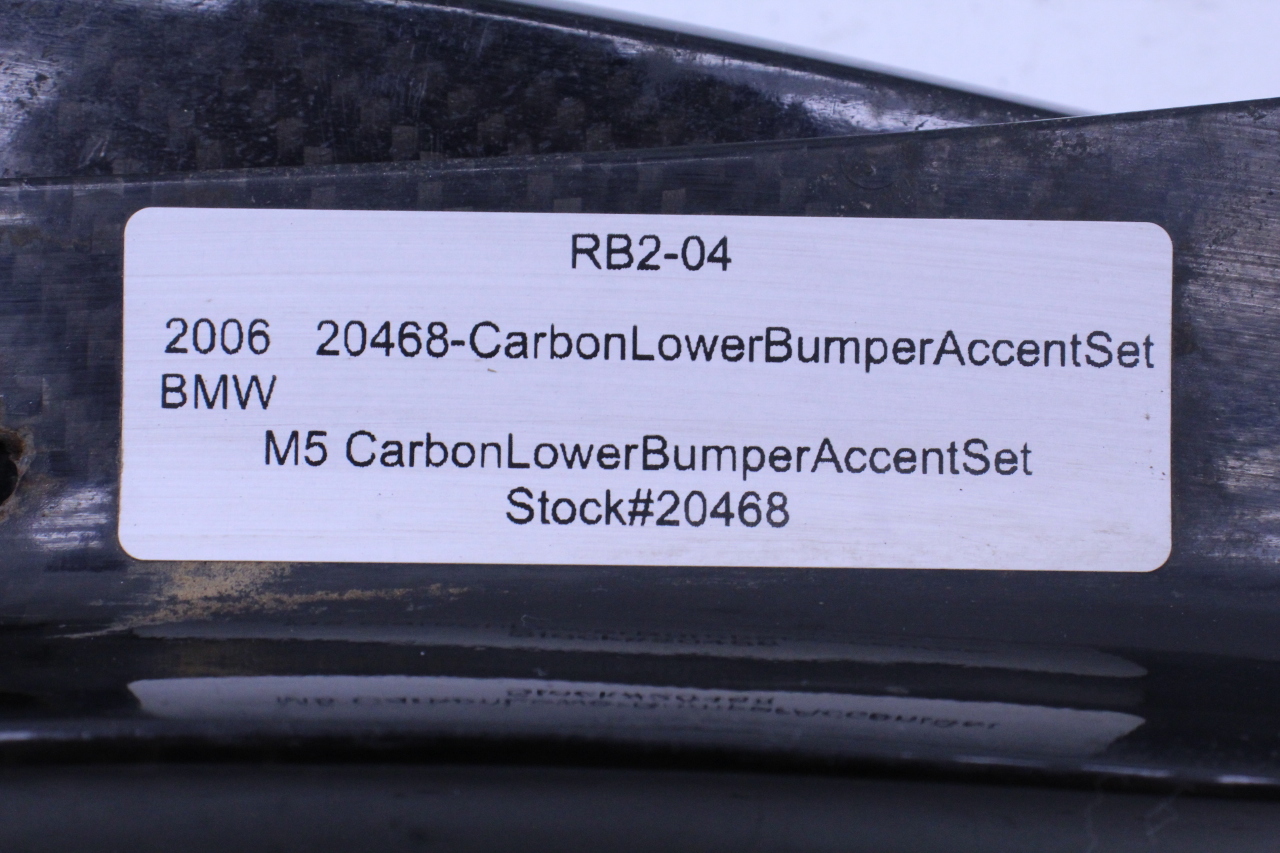 RB2-04
2006 20468-CarbonLowerBumperAccentSet
BMW
M5 CarbonLowerBumperAccentSet
Stock#20468